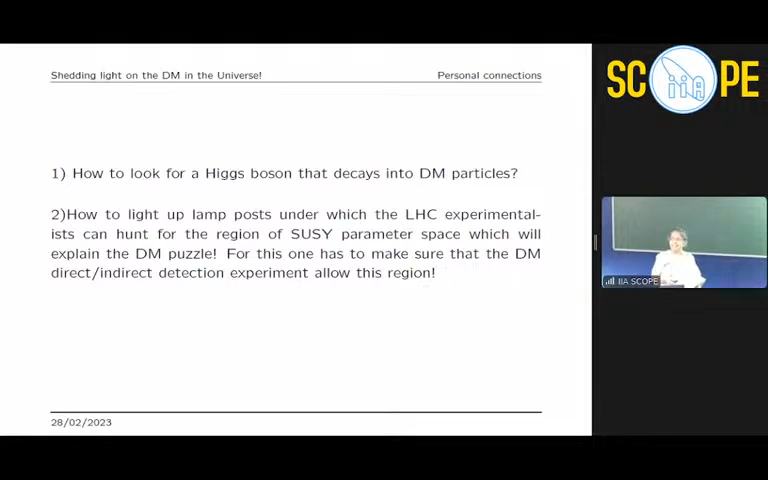 Shedding light on the DM in the Universe!
Personal connections
1) How to look for a Higgs boson that decays into DM particles?
2)How to light up lamp posts under which the LHC experimental-
ists can hunt for the region of SUSY parameter space which will
explain the DM puzzle! For this one has to make sure that the DM
direct/indirect detection experiment allow this region!
28/02/2023
SC iiA PE
IIA SCOPE